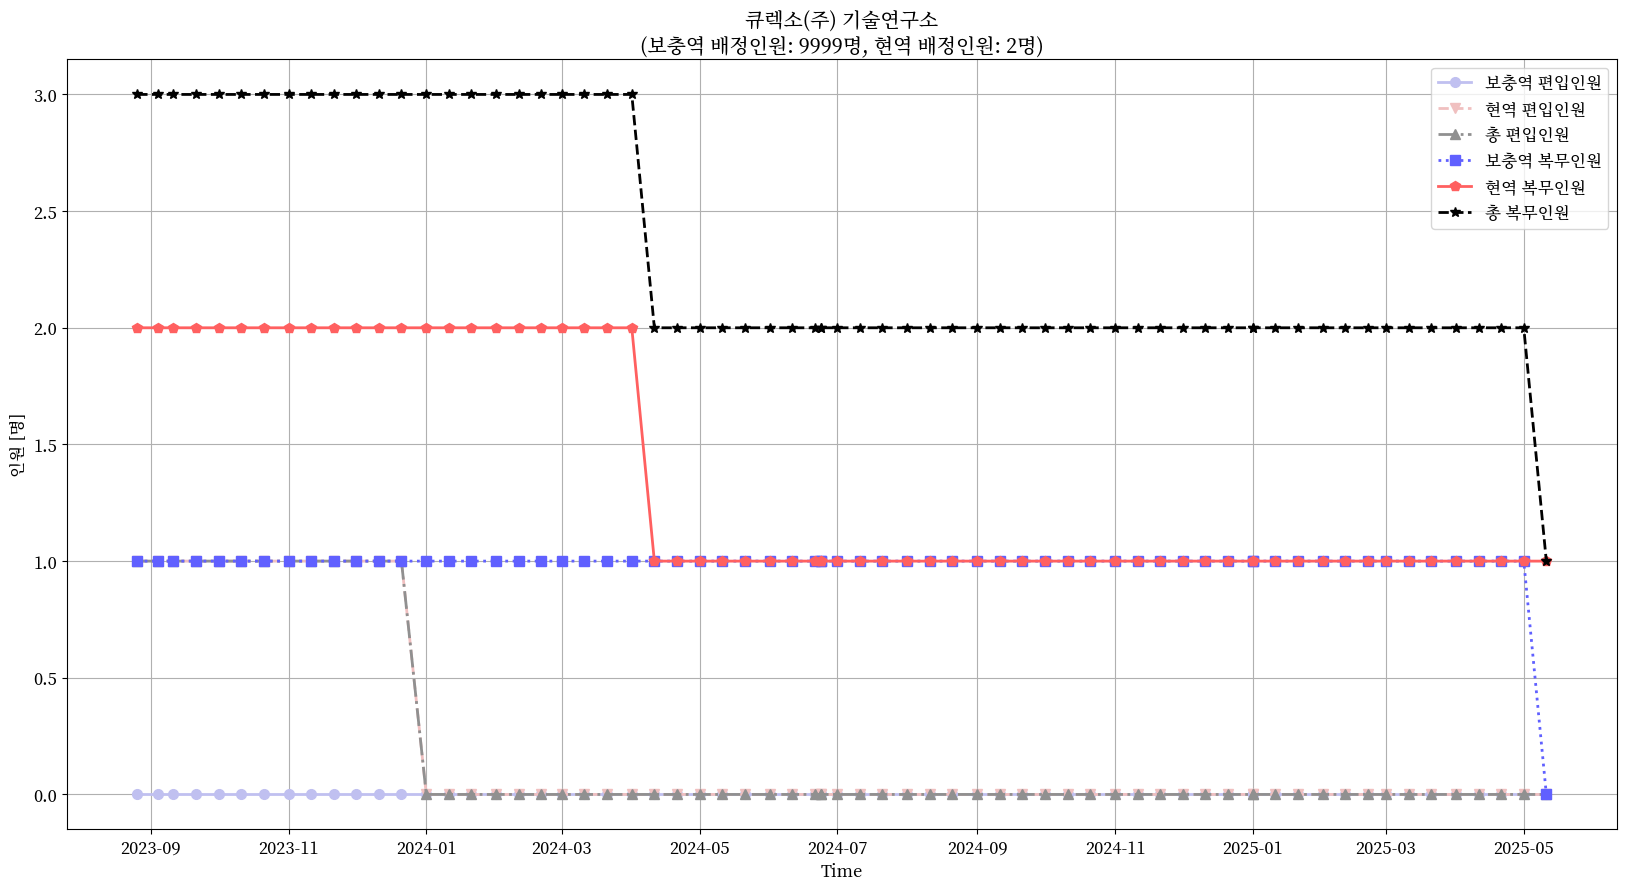 큐렉소(주) 기술연구소
(보충역 배정인원: 9999명, 현역 배정인원: 2명)
보충역 편입인원
현역 편입인원
총 편입인원
보충역 복무인원
현역 복무인원
총 복무인원
인원 [명]
3.0
2.5
2.0
1.5
1.0
0.5
0.0
2023-09
2023-11
2024-01
2024-03
2024-05
2024-07
2024-09
2024-11
2025-01
2025-03
2025-05
Time